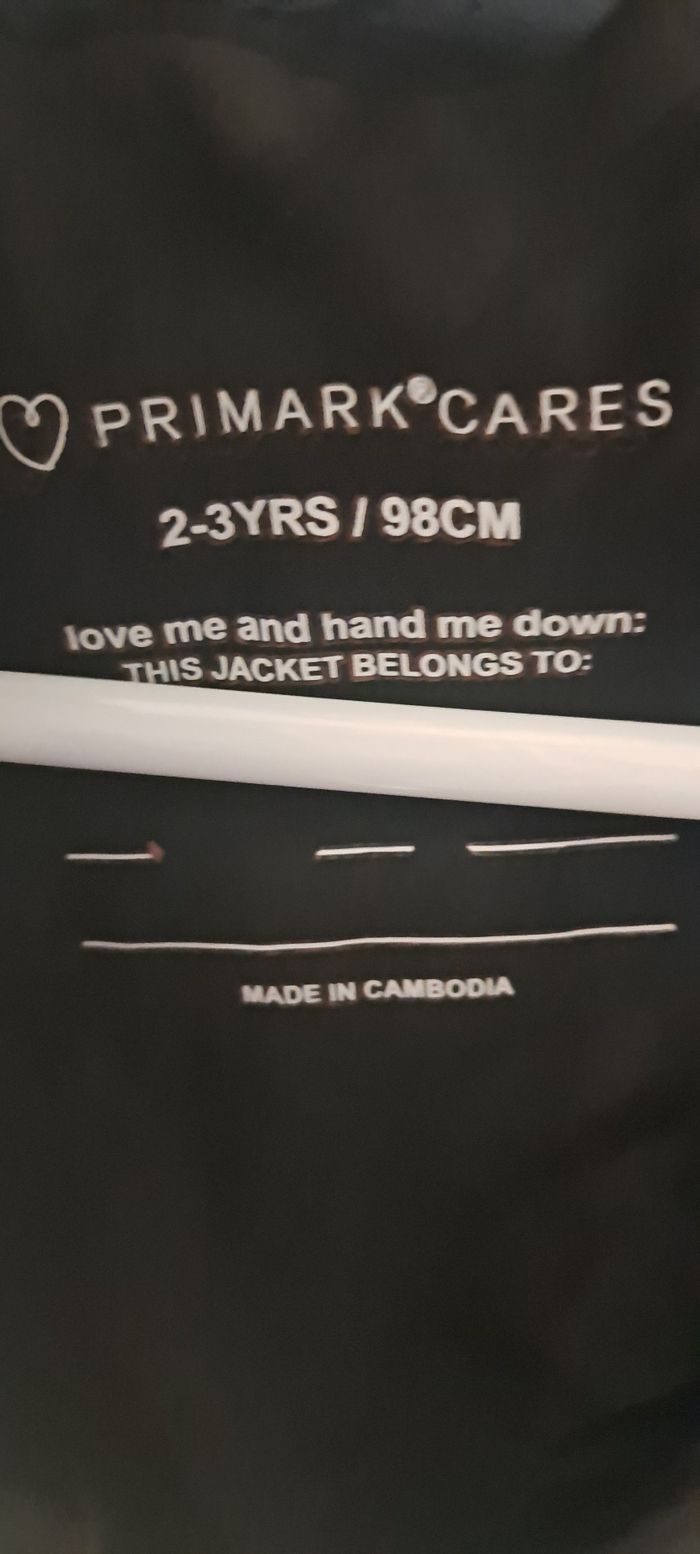 PRIMARK® CARES
2-3YRS / 98CM
love me and hand me down:
THIS JACKET BELONGS TO:
MADE IN CAMBODIA